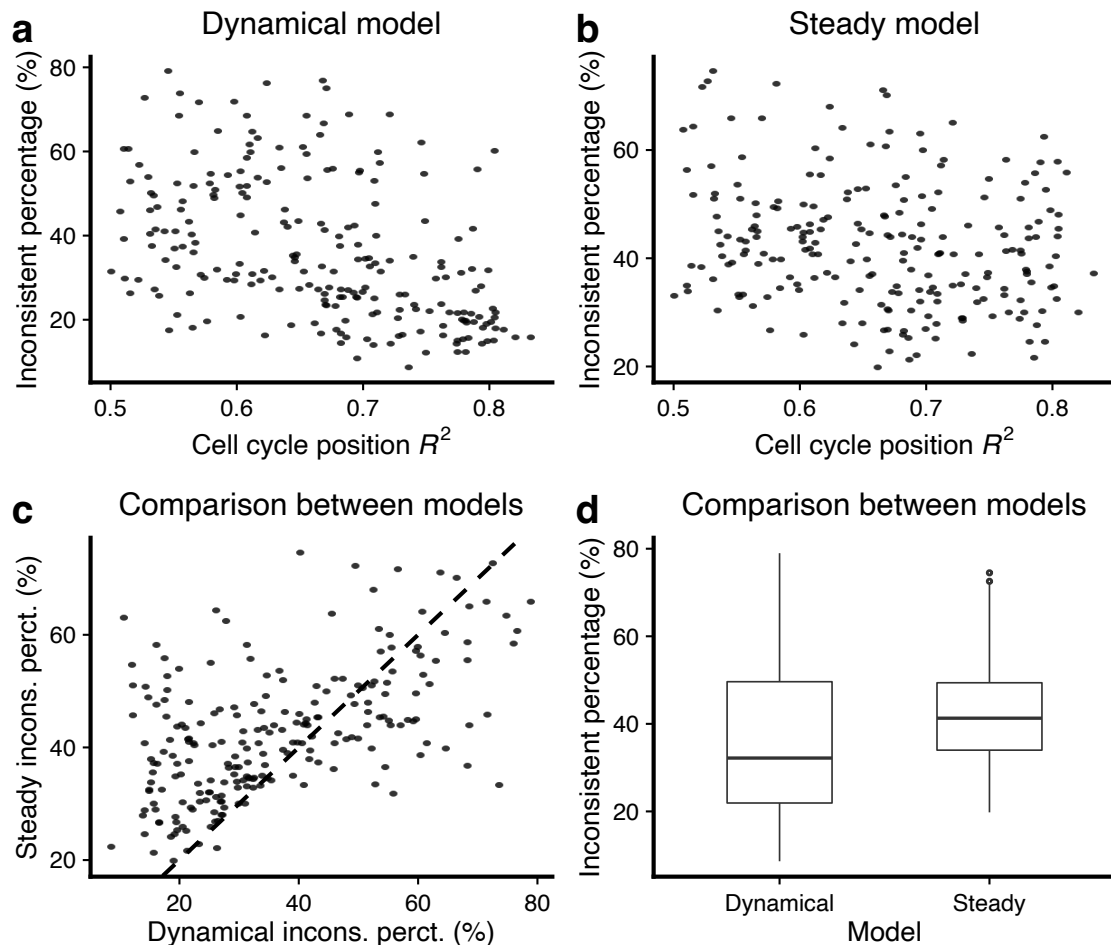 a
Dynamical model
Inconsistent percentage (%)
80
60
40
20
0.5 0.6 0.7 0.8
Cell cycle position R²
b
Steady model
Inconsistent percentage (%)
60
40
20
0.5 0.6 0.7 0.8
Cell cycle position R²
c
Comparison between models
Steady incons. perct. (%)
60
40
20
20 40 60 80
Dynamical incons. perct. (%)
d
Comparison between models
Inconsistent percentage (%)
80
60
40
20
Dynamical Steady
Model